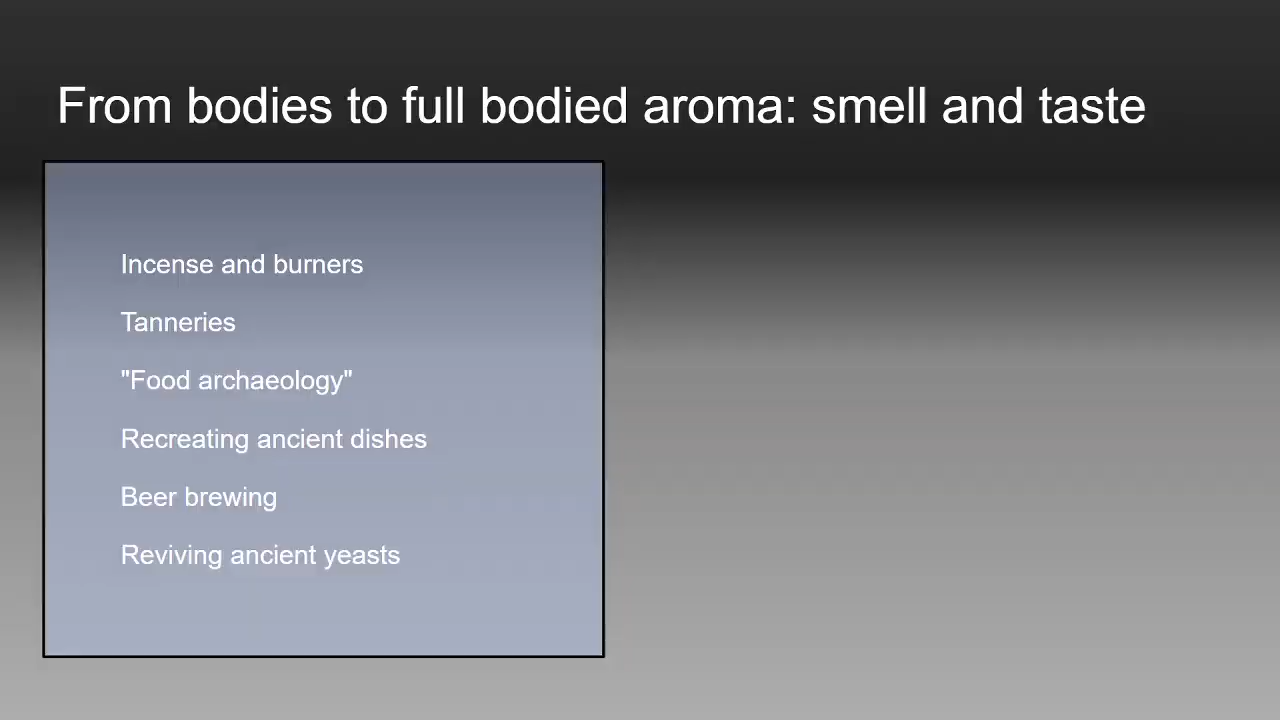 From bodies to full bodied aroma: smell and taste
Incense and burners
Tanneries
"Food archaeology"
Recreating ancient dishes
Beer brewing
Reviving ancient yeasts